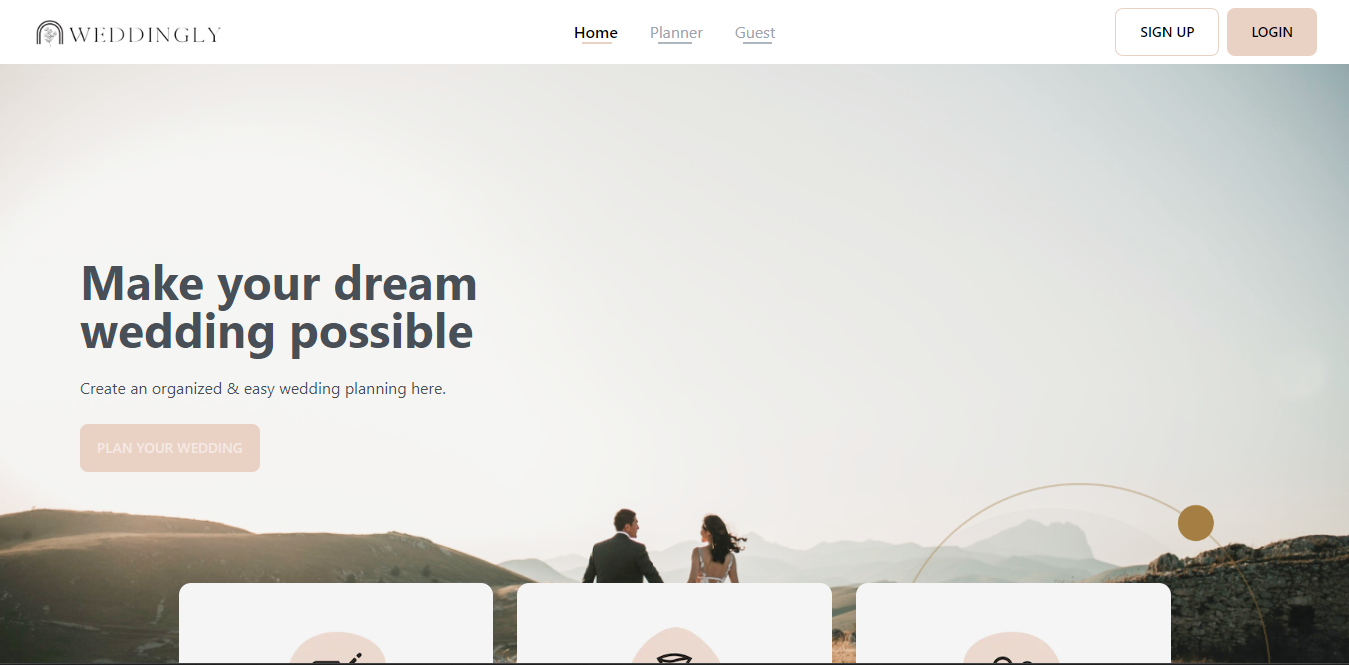 WEDDINGLY
Home
Planner
Guest
SIGN UP
LOGIN
Make your dream
wedding possible
Create an organized & easy wedding planning here.
PLAN YOUR WEDDING